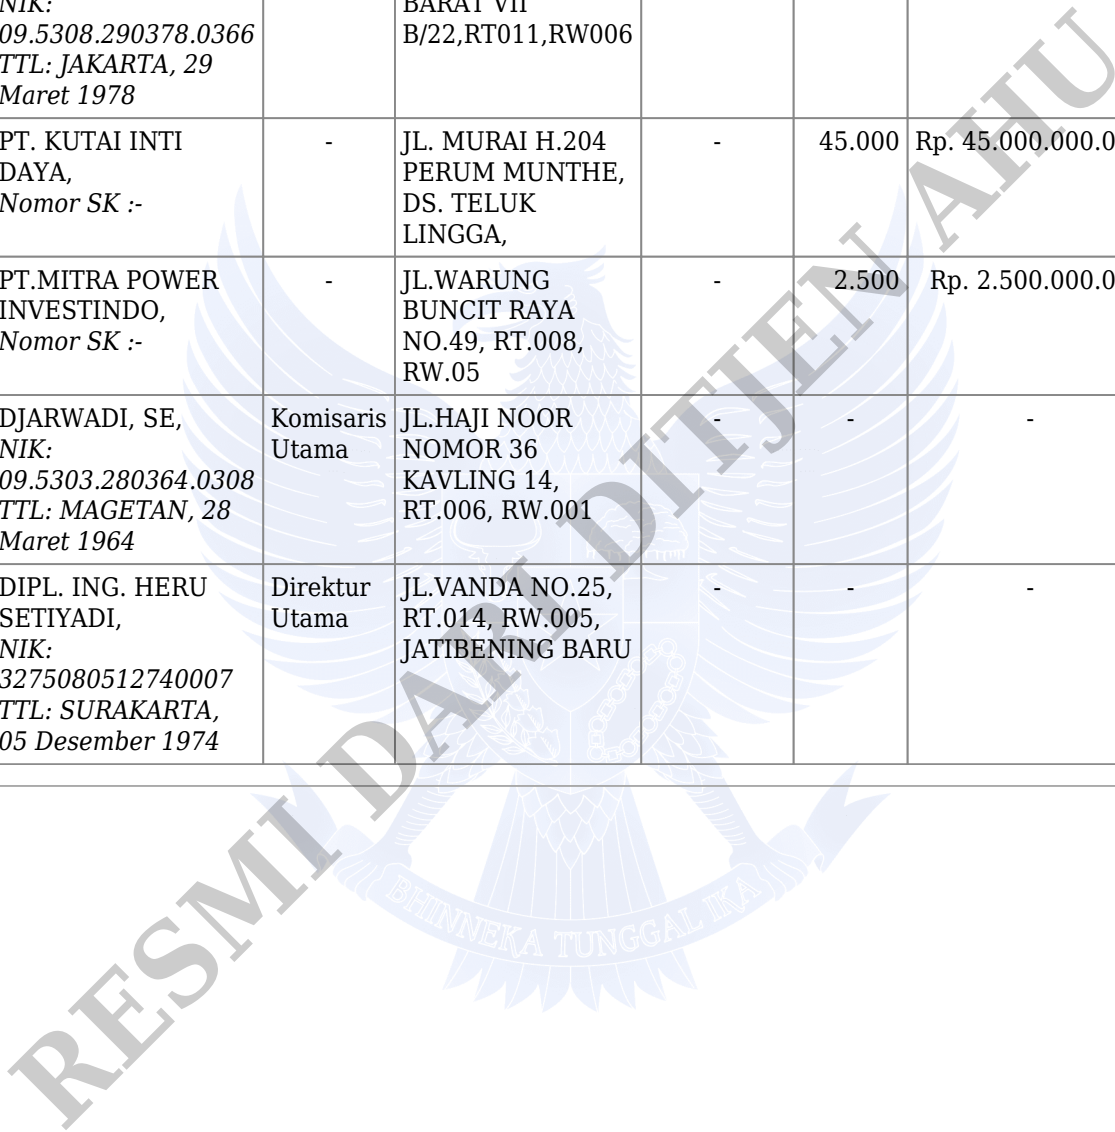 NIK:
09.5308.290378.0366
TTL: JAKARTA, 29
Maret 1978
BARAT VII
B/22,RT011,RW006
PT. KUTAI INTI
DAYA,
Nomor SK :-
-
JL. MURAI H.204
PERUM MUNTHE,
DS. TELUK
LINGGA,
-
45.000
Rp. 45.000.000.0
PT.MITRA POWER
INVESTINDO,
Nomor SK :-
-
JL.WARUNG
BUNCIT RAYA
NO.49, RT.008,
RW.05
-
2.500
Rp. 2.500.000.0
DJARWADI, SE,
NIK:
09.5303.280364.0308
TTL: MAGETAN, 28
Maret 1964
Komisaris
Utama
JL.HAJI NOOR
NOMOR 36
KAVLING 14,
RT.006, RW.001
-
-
-
DIPL. ING. HERU
SETIYADI,
NIK:
3275080512740007
TTL: SURAKARTA,
05 Desember 1974
Direktur
Utama
JL.VANDA NO.25,
RT.014, RW.005,
JATIBENING BARU
-
-
-
RESMI DARI DITJEN AHU
BHINNEKA TUNGGAL IKA